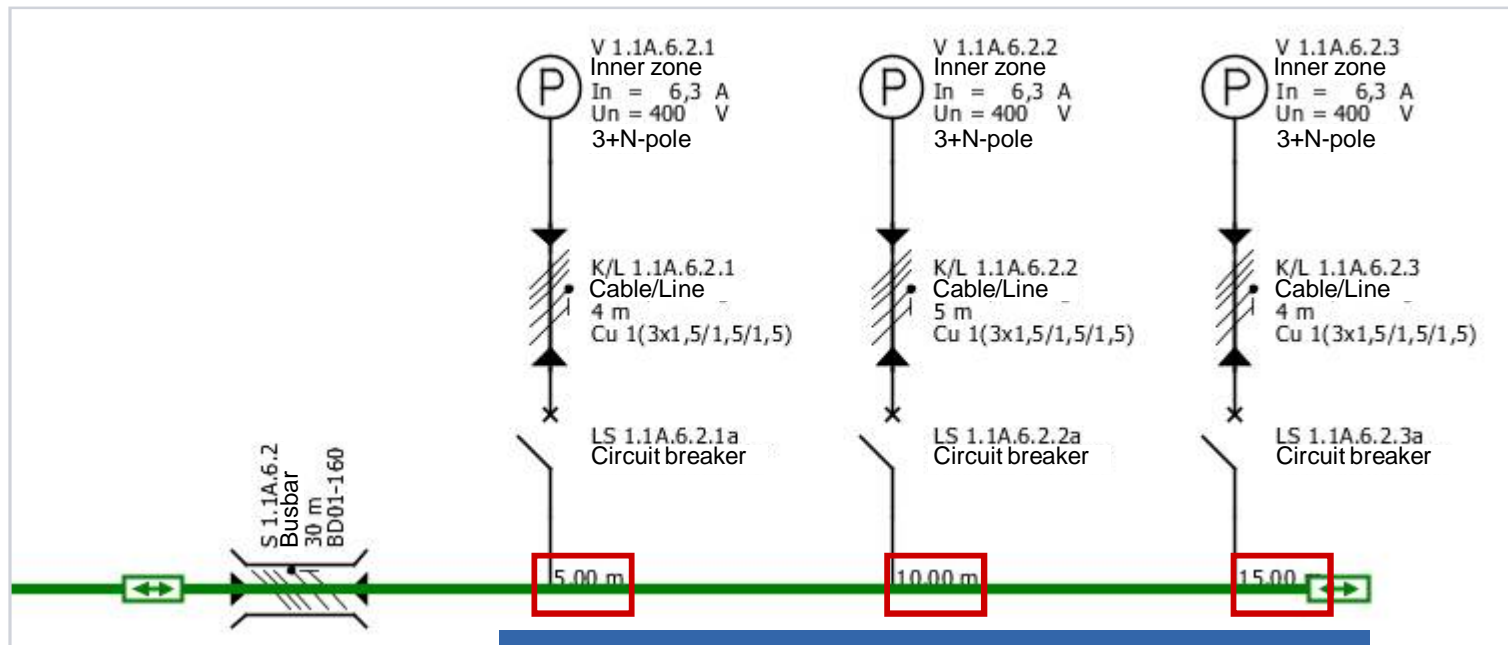 V 1.1A.6.2.1
Inner zone
In = 6,3 A
Un = 400 V
3+N-pole
V 1.1A.6.2.2
Inner zone
In = 6,3 A
Un = 400 V
3+N-pole
V 1.1A.6.2.3
Inner zone
In = 6,3 A
Un = 400 V
3+N-pole
P
P
P
K/L 1.1A.6.2.1
Cable/Line
4 m
Cu 1(3x1,5/1,5/1,5)
K/L 1.1A.6.2.2
Cable/Line
5 m
Cu 1(3x1,5/1,5/1,5)
K/L 1.1A.6.2.3
Cable/Line
4 m
Cu 1(3x1,5/1,5/1,5)
LS 1.1A.6.2.1a
Circuit breaker
LS 1.1A.6.2.2a
Circuit breaker
LS 1.1A.6.2.3a
Circuit breaker
S 1.1A.6.2
Busbar
30 m
BD01-160
5.00 m
10.00 m
15.00 m